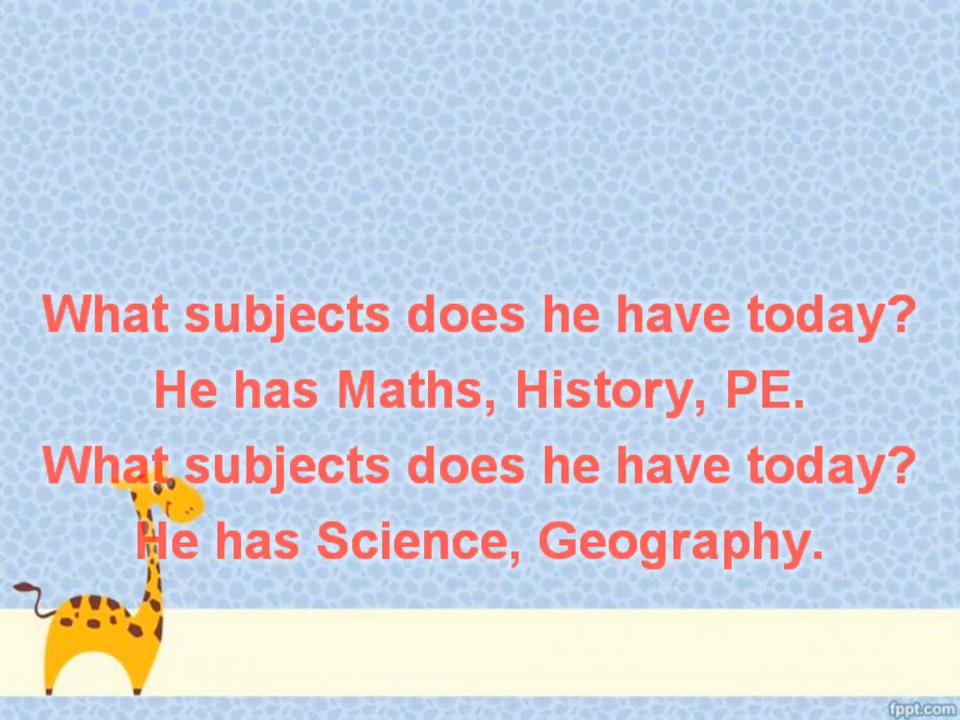 What subjects does he have today?
He has Maths, History, PE.
What subjects does he have today?
He has Science, Geography.
fppt.com